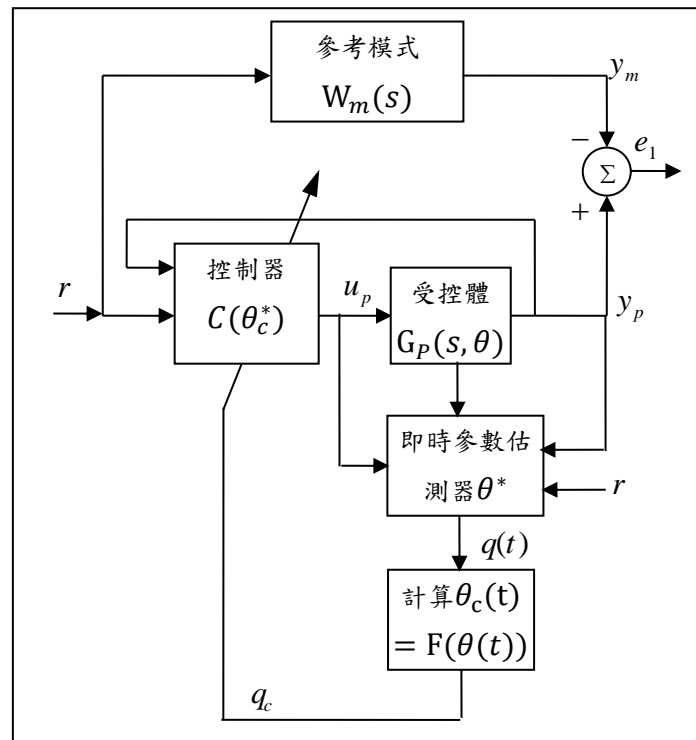 參考模式
W_m(s)
y_m
−
e_1
Σ
+
控制器
C(θ_c^*)
r
u_p
受控體
G_P(s, θ)
y_p
即時參數估
測器θ^*
r
q(t)
計算θ_c(t)
= F(θ(t))
q_c